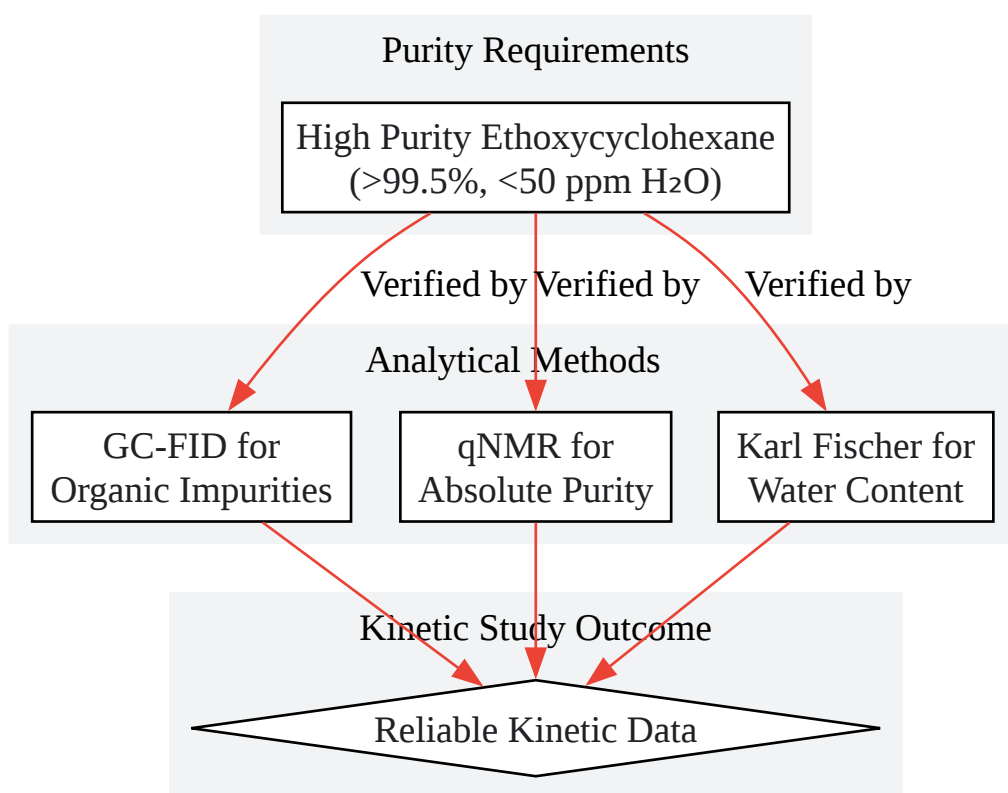 Purity Requirements
High Purity Ethoxycyclohexane
(>99.5%, <50 ppm H₂O)
Verified by Verified by Verified by
Analytical Methods
GC-FID for
Organic Impurities
qNMR for
Absolute Purity
Karl Fischer for
Water Content
Kinetic Study Outcome
Reliable Kinetic Data